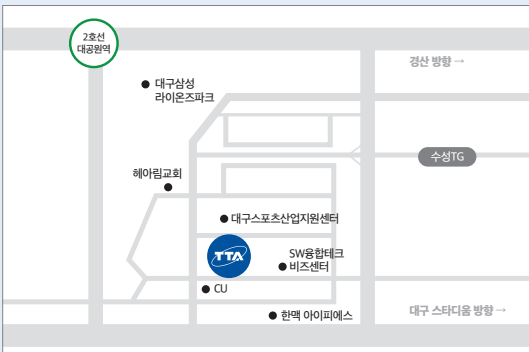 2호선
대공원역
경산 방향 →
대구삼성
라이온즈파크
수성TG
헤아림교회
대구스포츠산업지원센터
TTA
SW융합테크
비즈센터
CU
한맥 아이피에스
대구 스타디움 방향 →